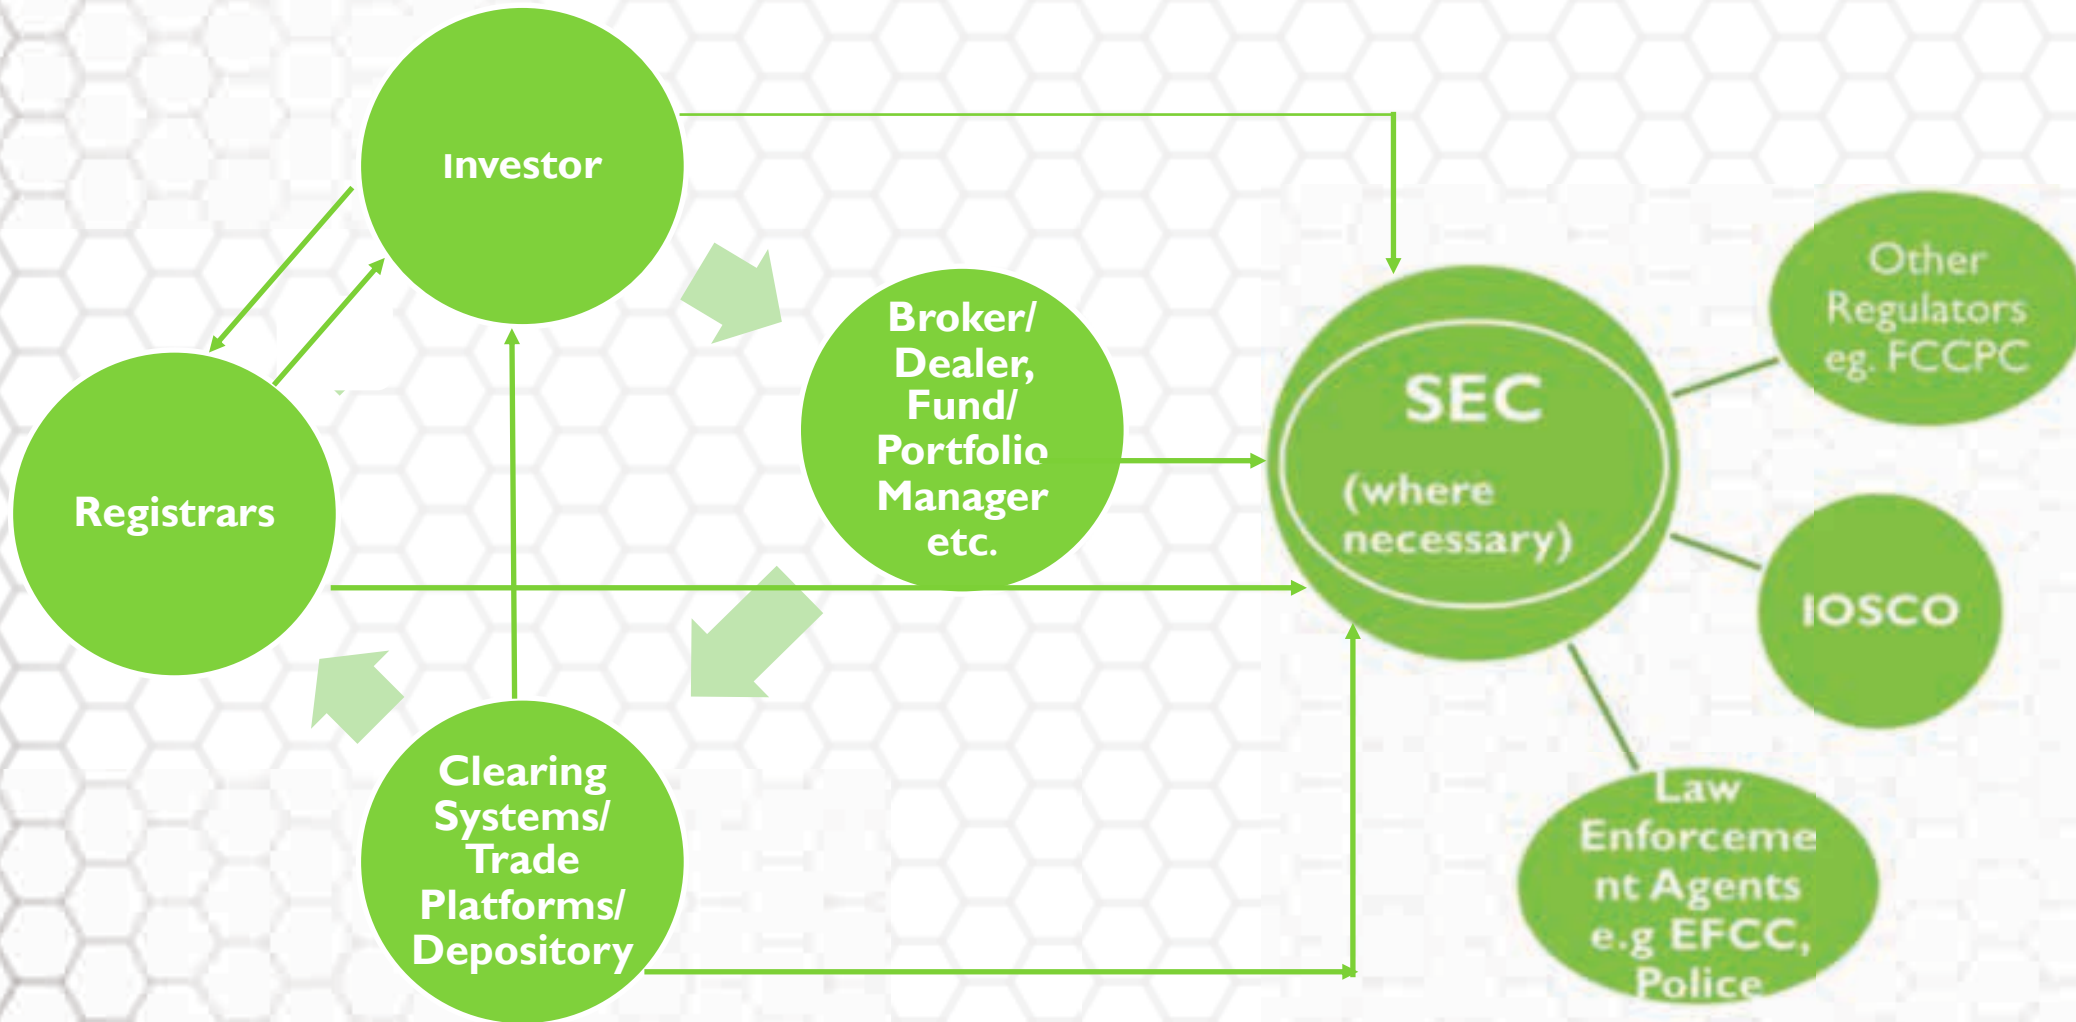 Investor
Broker/
Dealer,
Fund/
Portfolio
Manager
etc.
Registrars
Clearing
Systems/
Trade
Platforms/
Depository
SEC
(where
necessary)
Other
Regulators
eg. FCCPC
IOSCO
Law
Enforceme
nt Agents
e.g EFCC,
Police